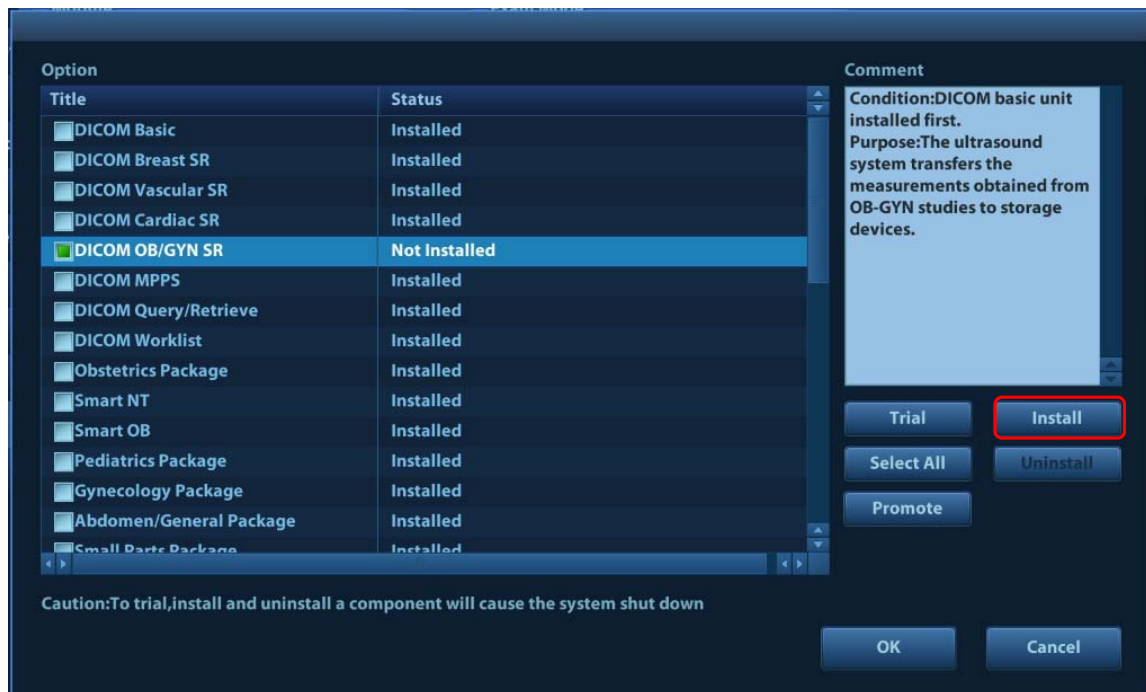 Option
Comment
Title Status
DICOM Basic Installed
DICOM Breast SR Installed
DICOM Vascular SR Installed
DICOM Cardiac SR Installed
DICOM OB/GYN SR Not Installed
DICOM MPPS Installed
DICOM Query/Retrieve Installed
DICOM Worklist Installed
Obstetrics Package Installed
Smart NT Installed
Smart OB Installed
Pediatrics Package Installed
Gynecology Package Installed
Abdomen/General Package Installed
Small Parts Package Installed
Condition:DICOM basic unit
installed first.
Purpose:The ultrasound
system transfers the
measurements obtained from
OB-GYN studies to storage
devices.
Trial Install
Select All Uninstall
Promote
Caution:To trial,install and uninstall a component will cause the system shut down
OK Cancel